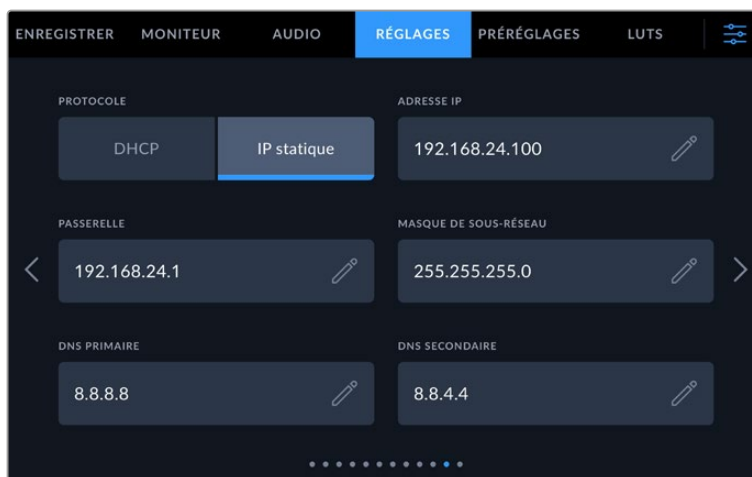 ENREGISTRER MONITEUR AUDIO RÉGLAGES PRÉRÉGLAGES LUTS
PROTOCOLE
DHCP IP statique
ADRESSE IP
192.168.24.100
PASSERELLE
192.168.24.1
MASQUE DE SOUS-RÉSEAU
255.255.255.0
DNS PRIMAIRE
8.8.8.8
DNS SECONDAIRE
8.8.4.4